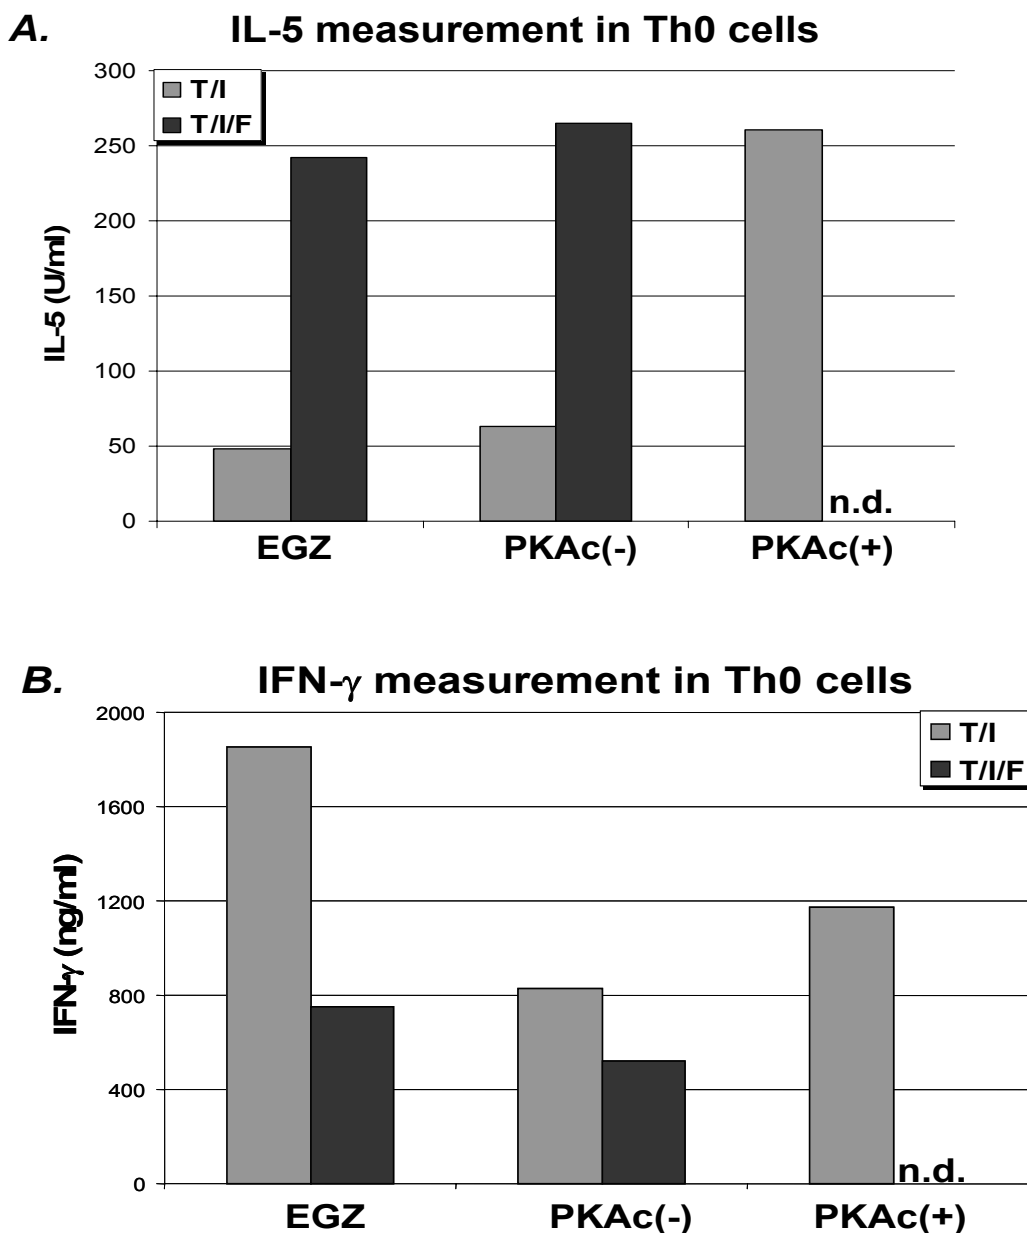 A. IL-5 measurement in Th0 cells
300
250
200
150
100
50
0
IL-5 (U/ml)
T/I
T/I/F
n.d.
EGZ PKAc(-) PKAc(+)
B. IFN-γ measurement in Th0 cells
2000
1600
1200
800
400
0
IFN-γ (ng/ml)
T/I
T/I/F
n.d.
EGZ PKAc(-) PKAc(+)